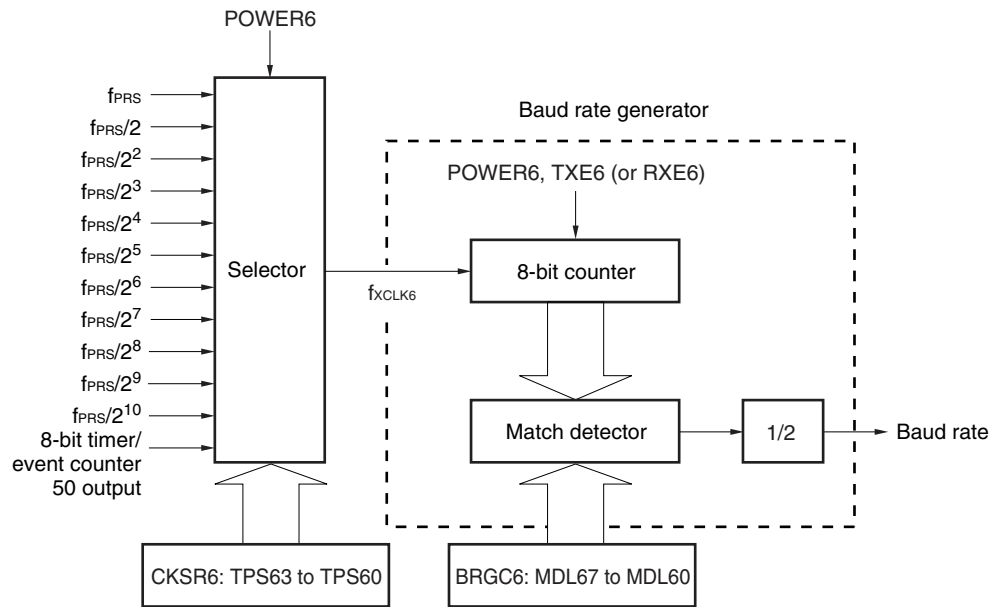 POWER6
fPRS
fPRS/2
fPRS/2²
fPRS/2³
fPRS/2⁴
fPRS/2⁵
fPRS/2⁶
fPRS/2⁷
fPRS/2⁸
fPRS/2⁹
fPRS/2¹⁰
8-bit timer/
event counter
50 output
Selector
fXCLK6
Baud rate generator
POWER6, TXE6 (or RXE6)
8-bit counter
Match detector
1/2
Baud rate
CKSR6: TPS63 to TPS60
BRGC6: MDL67 to MDL60